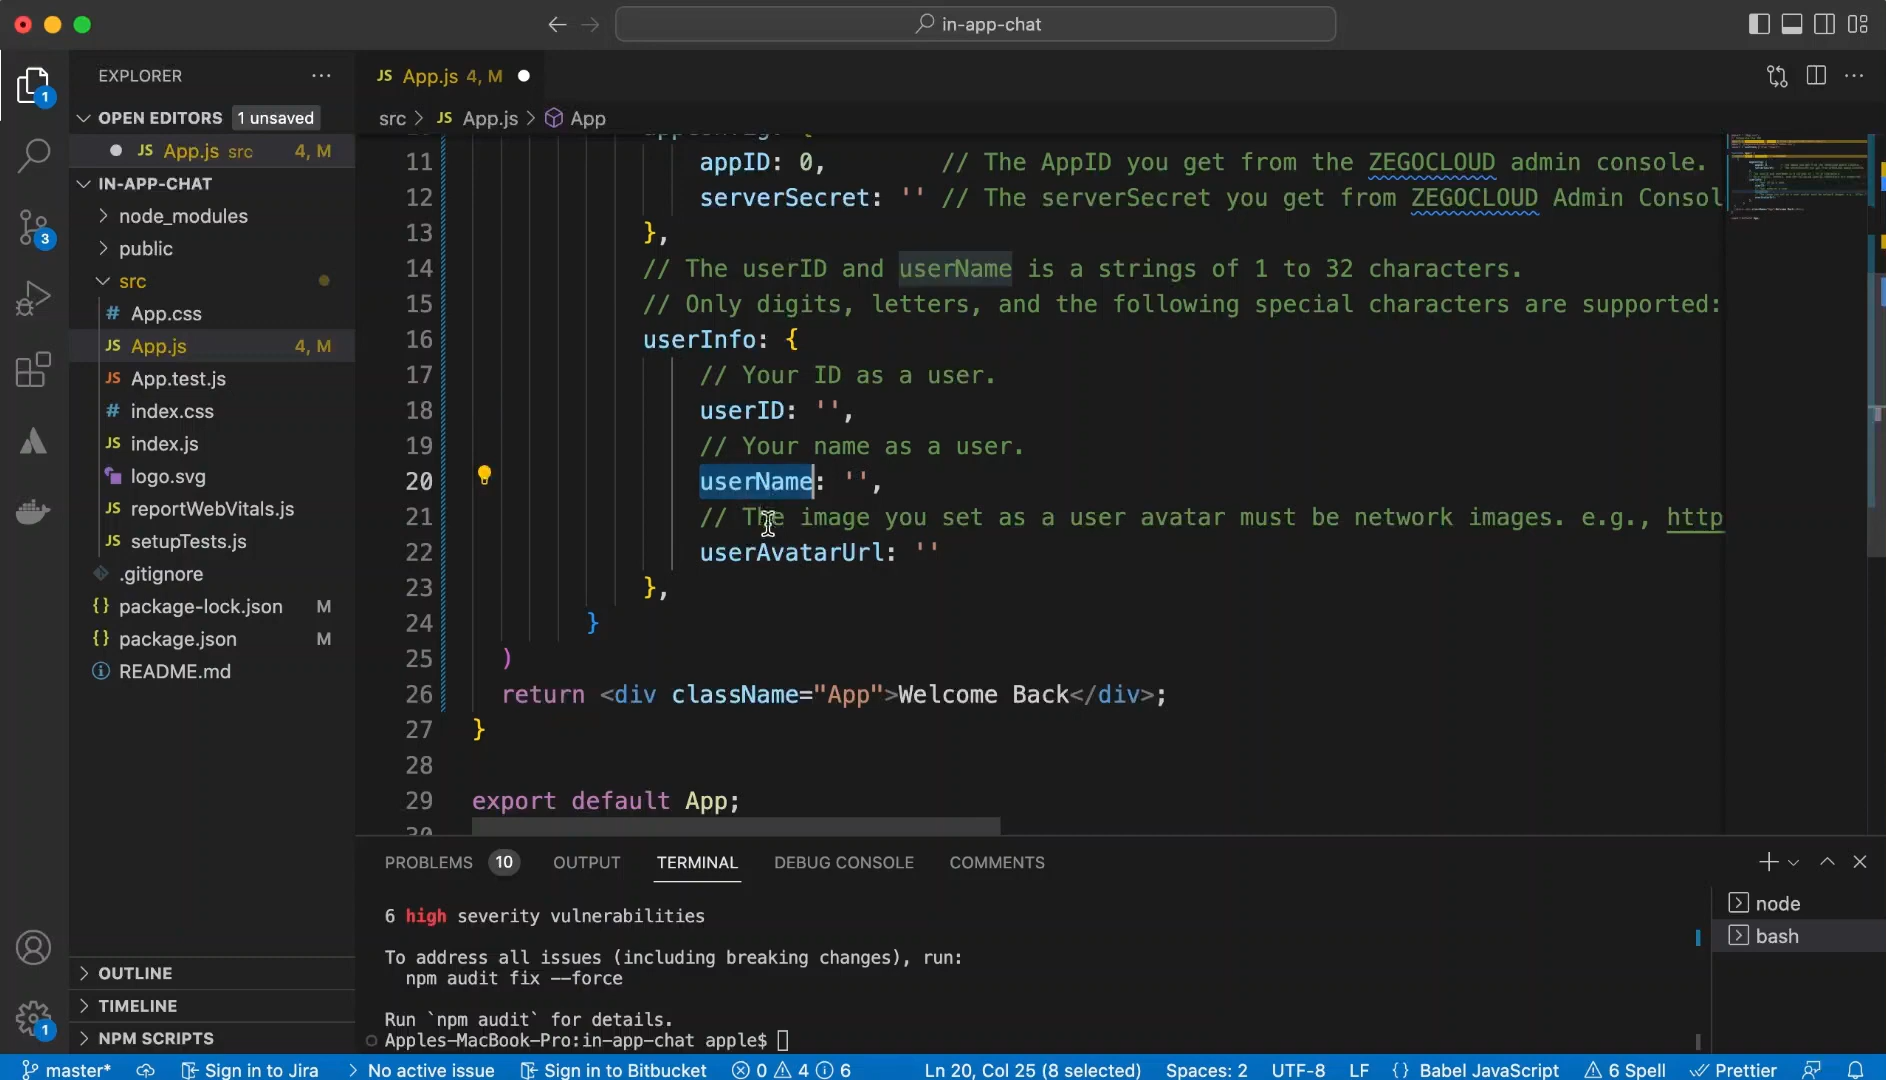 in-app-chat
EXPLORER
OPEN EDITORS 1 unsaved
JS App.js src 4, M
IN-APP-CHAT
node_modules
public
src
# App.css
JS App.js 4, M
JS App.test.js
# index.css
JS index.js
logo.svg
JS reportWebVitals.js
JS setupTests.js
.gitignore
{} package-lock.json M
{} package.json M
README.md
OUTLINE
TIMELINE
NPM SCRIPTS
1
3
1
JS App.js 4, M
src > JS App.js > App
11 appID: 0, // The AppID you get from the ZEGOCLOUD admin console.
12 serverSecret: '' // The serverSecret you get from ZEGOCLOUD Admin Consol
13 },
14 // The userID and userName is a strings of 1 to 32 characters.
15 // Only digits, letters, and the following special characters are supported:
16 userInfo: {
17 // Your ID as a user.
18 userID: '',
19 // Your name as a user.
20 userName: '',
21 // The image you set as a user avatar must be network images. e.g., http
22 userAvatarUrl: ''
23 },
24 }
25 )
26 return <div className="App">Welcome Back</div>;
27 }
28
29 export default App;
PROBLEMS 10 OUTPUT TERMINAL DEBUG CONSOLE COMMENTS
6 high severity vulnerabilities
To address all issues (including breaking changes), run:
npm audit fix --force
Run `npm audit` for details.
Apples-MacBook-Pro:in-app-chat apple$
node
bash
master* Sign in to Jira No active issue Sign in to Bitbucket 0 4 6 Ln 20, Col 25 (8 selected) Spaces: 2 UTF-8 LF {} Babel JavaScript 6 Spell Prettier